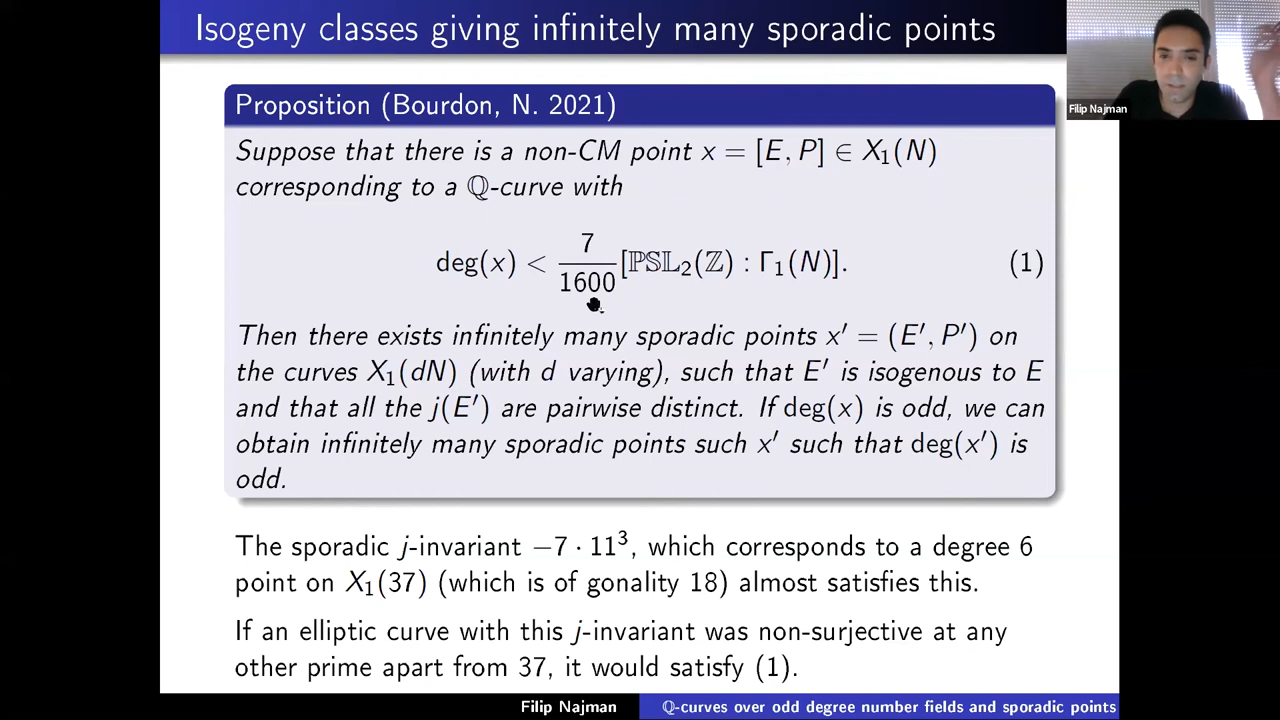 Isogeny classes giving infinitely many sporadic points
Filip Najman
Proposition (Bourdon, N. 2021)
Suppose that there is a non-CM point x = [E, P] ∈ X₁(N)
corresponding to a ℚ-curve with
deg(x) < 7/1600 [ℙSL₂(ℤ) : Γ₁(N)]. (1)
Then there exists infinitely many sporadic points x′ = (E′, P′) on
the curves X₁(dN) (with d varying), such that E′ is isogenous to E
and that all the j(E′) are pairwise distinct. If deg(x) is odd, we can
obtain infinitely many sporadic points such x′ such that deg(x′) is
odd.
The sporadic j-invariant −7 · 11³, which corresponds to a degree 6
point on X₁(37) (which is of gonality 18) almost satisfies this.
If an elliptic curve with this j-invariant was non-surjective at any
other prime apart from 37, it would satisfy (1).
Filip Najman
ℚ-curves over odd degree number fields and sporadic points